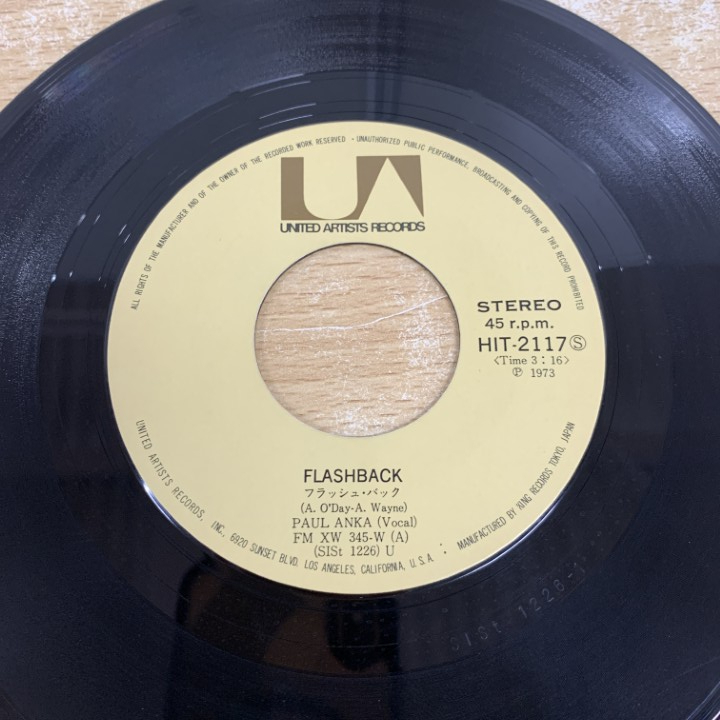 ALL RIGHTS OF THE MANUFACTURER AND OF THE OWNER OF THE RECORDED WORK RESERVED - UNAUTHORIZED PUBLIC PERFORMANCE, BROADCASTING AND COPYING OF THIS RECORD PROHIBITED
UA
UNITED ARTISTS RECORDS
STEREO
45 r.p.m.
HIT-2117Ⓢ
<Time 3:16>
Ⓟ 1973
FLASHBACK
フラッシュ・バック
(A. O'Day-A. Wayne)
PAUL ANKA (Vocal)
FM XW 345-W (A)
(SISt 1226) U
UNITED ARTISTS RECORDS, INC. 6920 SUNSET BLVD. LOS ANGELES, CALIFORNIA, U.S.A. : MANUFACTURED BY KING RECORDS TOKYO, JAPAN
SISt 1226-1